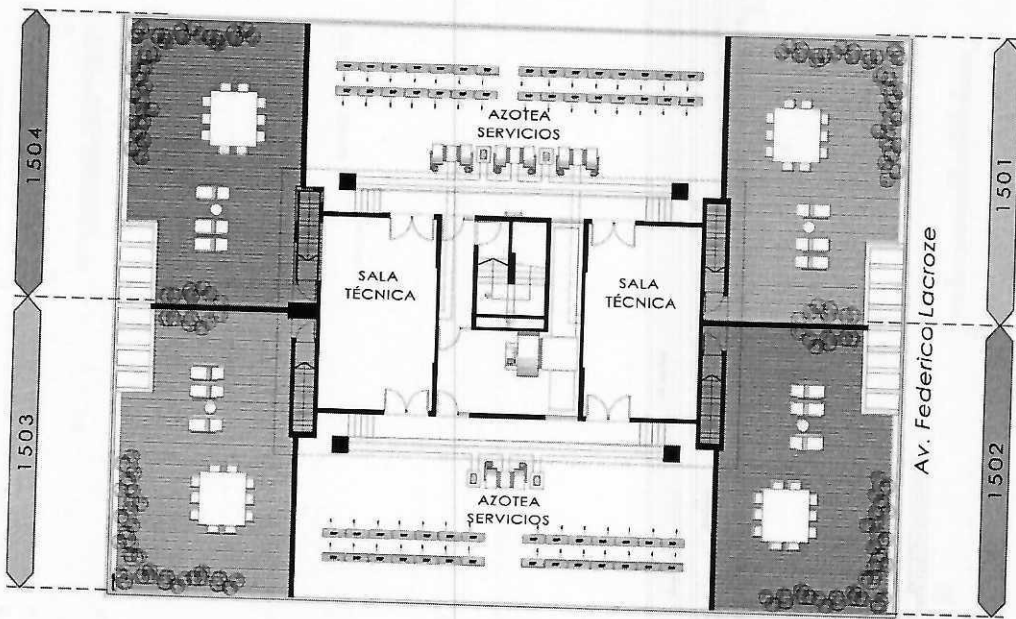 1504
1503
AZOTEA
SERVICIOS
SALA
TÉCNICA
SALA
TÉCNICA
AZOTEA
SERVICIOS
1501
1502
Av. Federico Lacroze